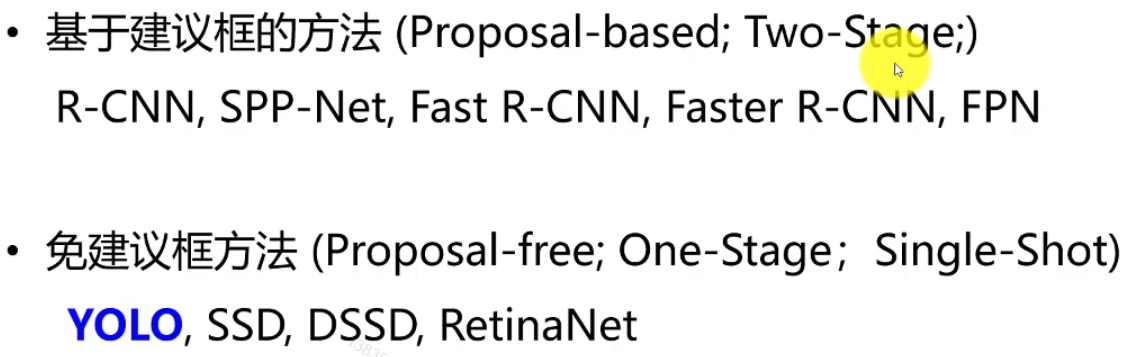 • 基于建议框的方法 (Proposal-based; Two-Stage;)
R-CNN, SPP-Net, Fast R-CNN, Faster R-CNN, FPN
• 免建议框方法 (Proposal-free; One-Stage；Single-Shot)
YOLO, SSD, DSSD, RetinaNet